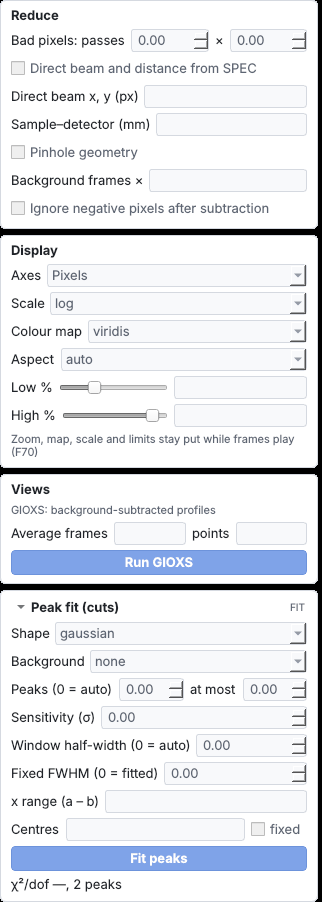 Reduce
Bad pixels: passes 0.00 × 0.00
Direct beam and distance from SPEC
Direct beam x, y (px)
Sample–detector (mm)
Pinhole geometry
Background frames ×
Ignore negative pixels after subtraction
Display
Axes Pixels
Scale log
Colour map viridis
Aspect auto
Low %
High %
Zoom, map, scale and limits stay put while frames play
(F70)
Views
GIOXS: background-subtracted profiles
Average frames points
Run GIOXS
Peak fit (cuts) FIT
Shape gaussian
Background none
Peaks (0 = auto) 0.00 at most 0.00
Sensitivity (σ) 0.00
Window half-width (0 = auto) 0.00
Fixed FWHM (0 = fitted) 0.00
x range (a – b)
Centres fixed
Fit peaks
χ²/dof —, 2 peaks